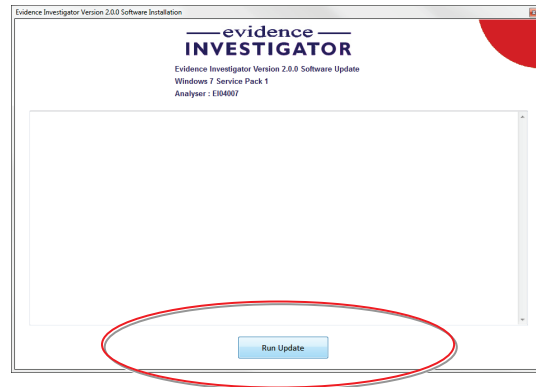 Evidence Investigator Version 2.0.0 Software Installation
evidence
INVESTIGATOR
Evidence Investigator Version 2.0.0 Software Update
Windows 7 Service Pack 1
Analyser : EI04007
Run Update